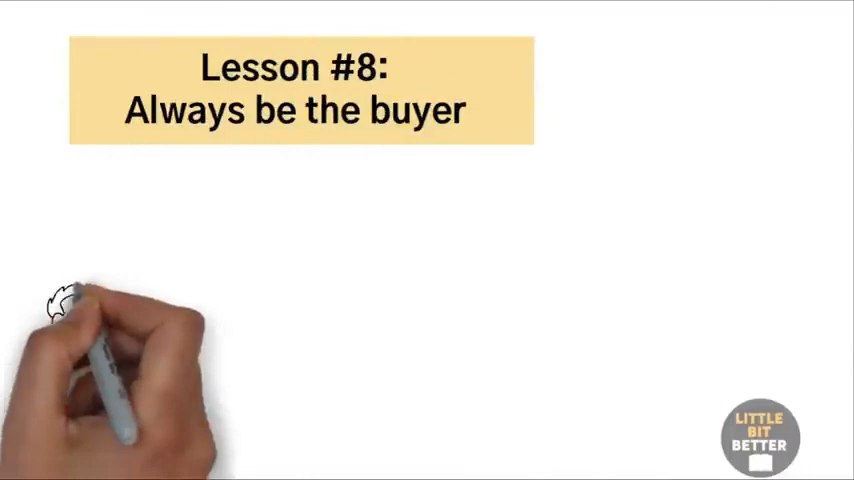 Lesson #8:
Always be the buyer
LITTLE
BIT
BETTER